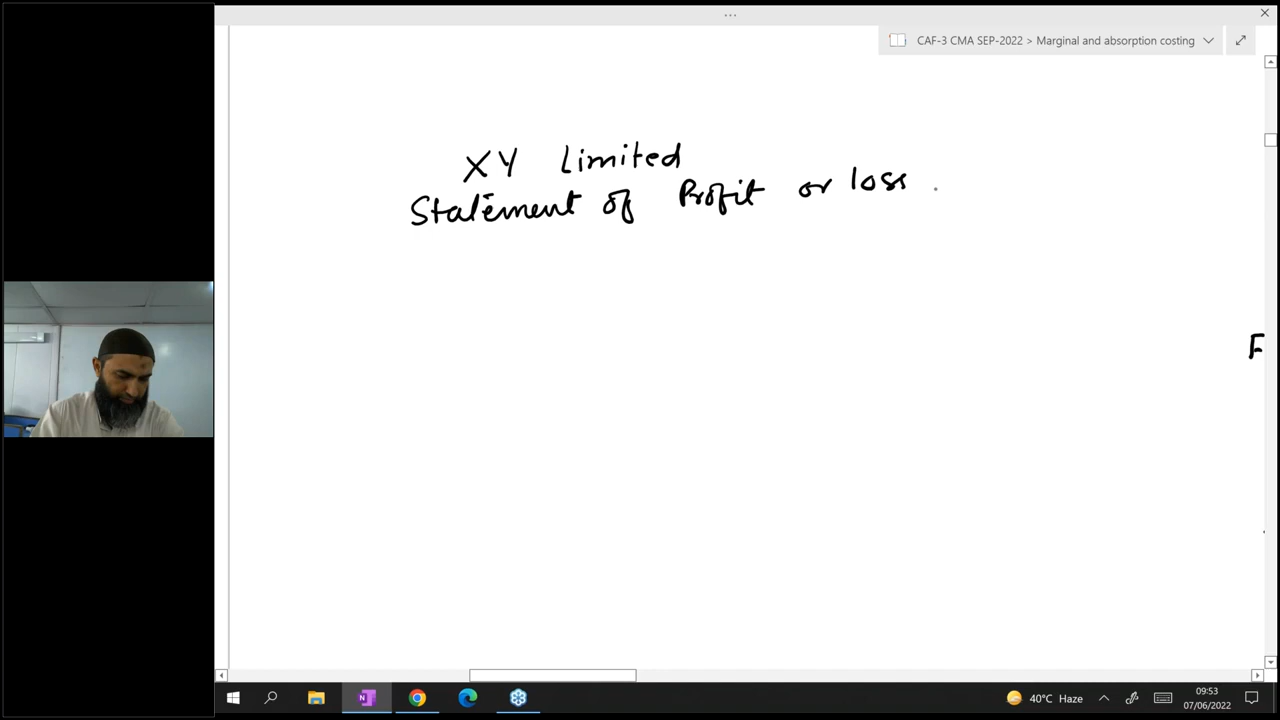 CAF-3 CMA SEP-2022 > Marginal and absorption costing
XY Limited
Statement of Profit or loss
F
40°C Haze
09:53
07/06/2022